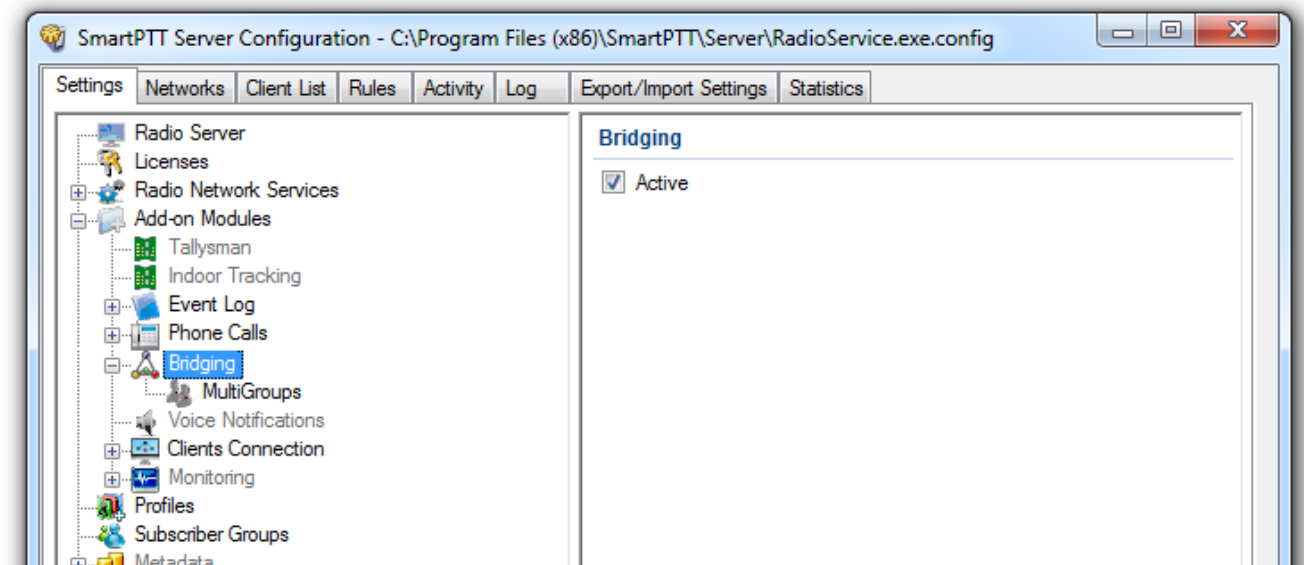 SmartPTT Server Configuration - C:\Program Files (x86)\SmartPTT\Server\RadioService.exe.config
Settings Networks Client List Rules Activity Log Export/Import Settings Statistics
Radio Server
Licenses
Radio Network Services
Add-on Modules
Tallysman
Indoor Tracking
Event Log
Phone Calls
Bridging
MultiGroups
Voice Notifications
Clients Connection
Monitoring
Profiles
Subscriber Groups
Metadata
Bridging
Active